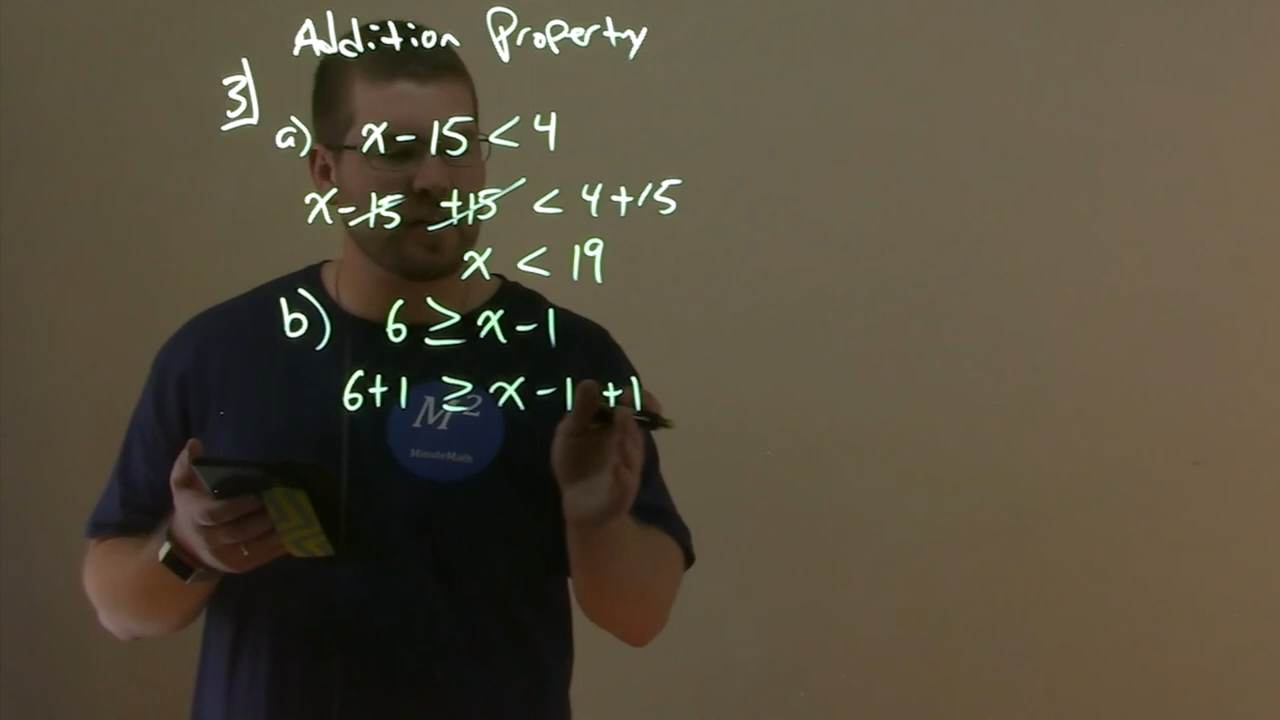 Addition Property
3]
a) x - 15 < 4
x - 15 + 15 < 4 + 15
x < 19
b) 6 ≥ x - 1
6 + 1 ≥ x - 1 + 1
M²
MinuteMath